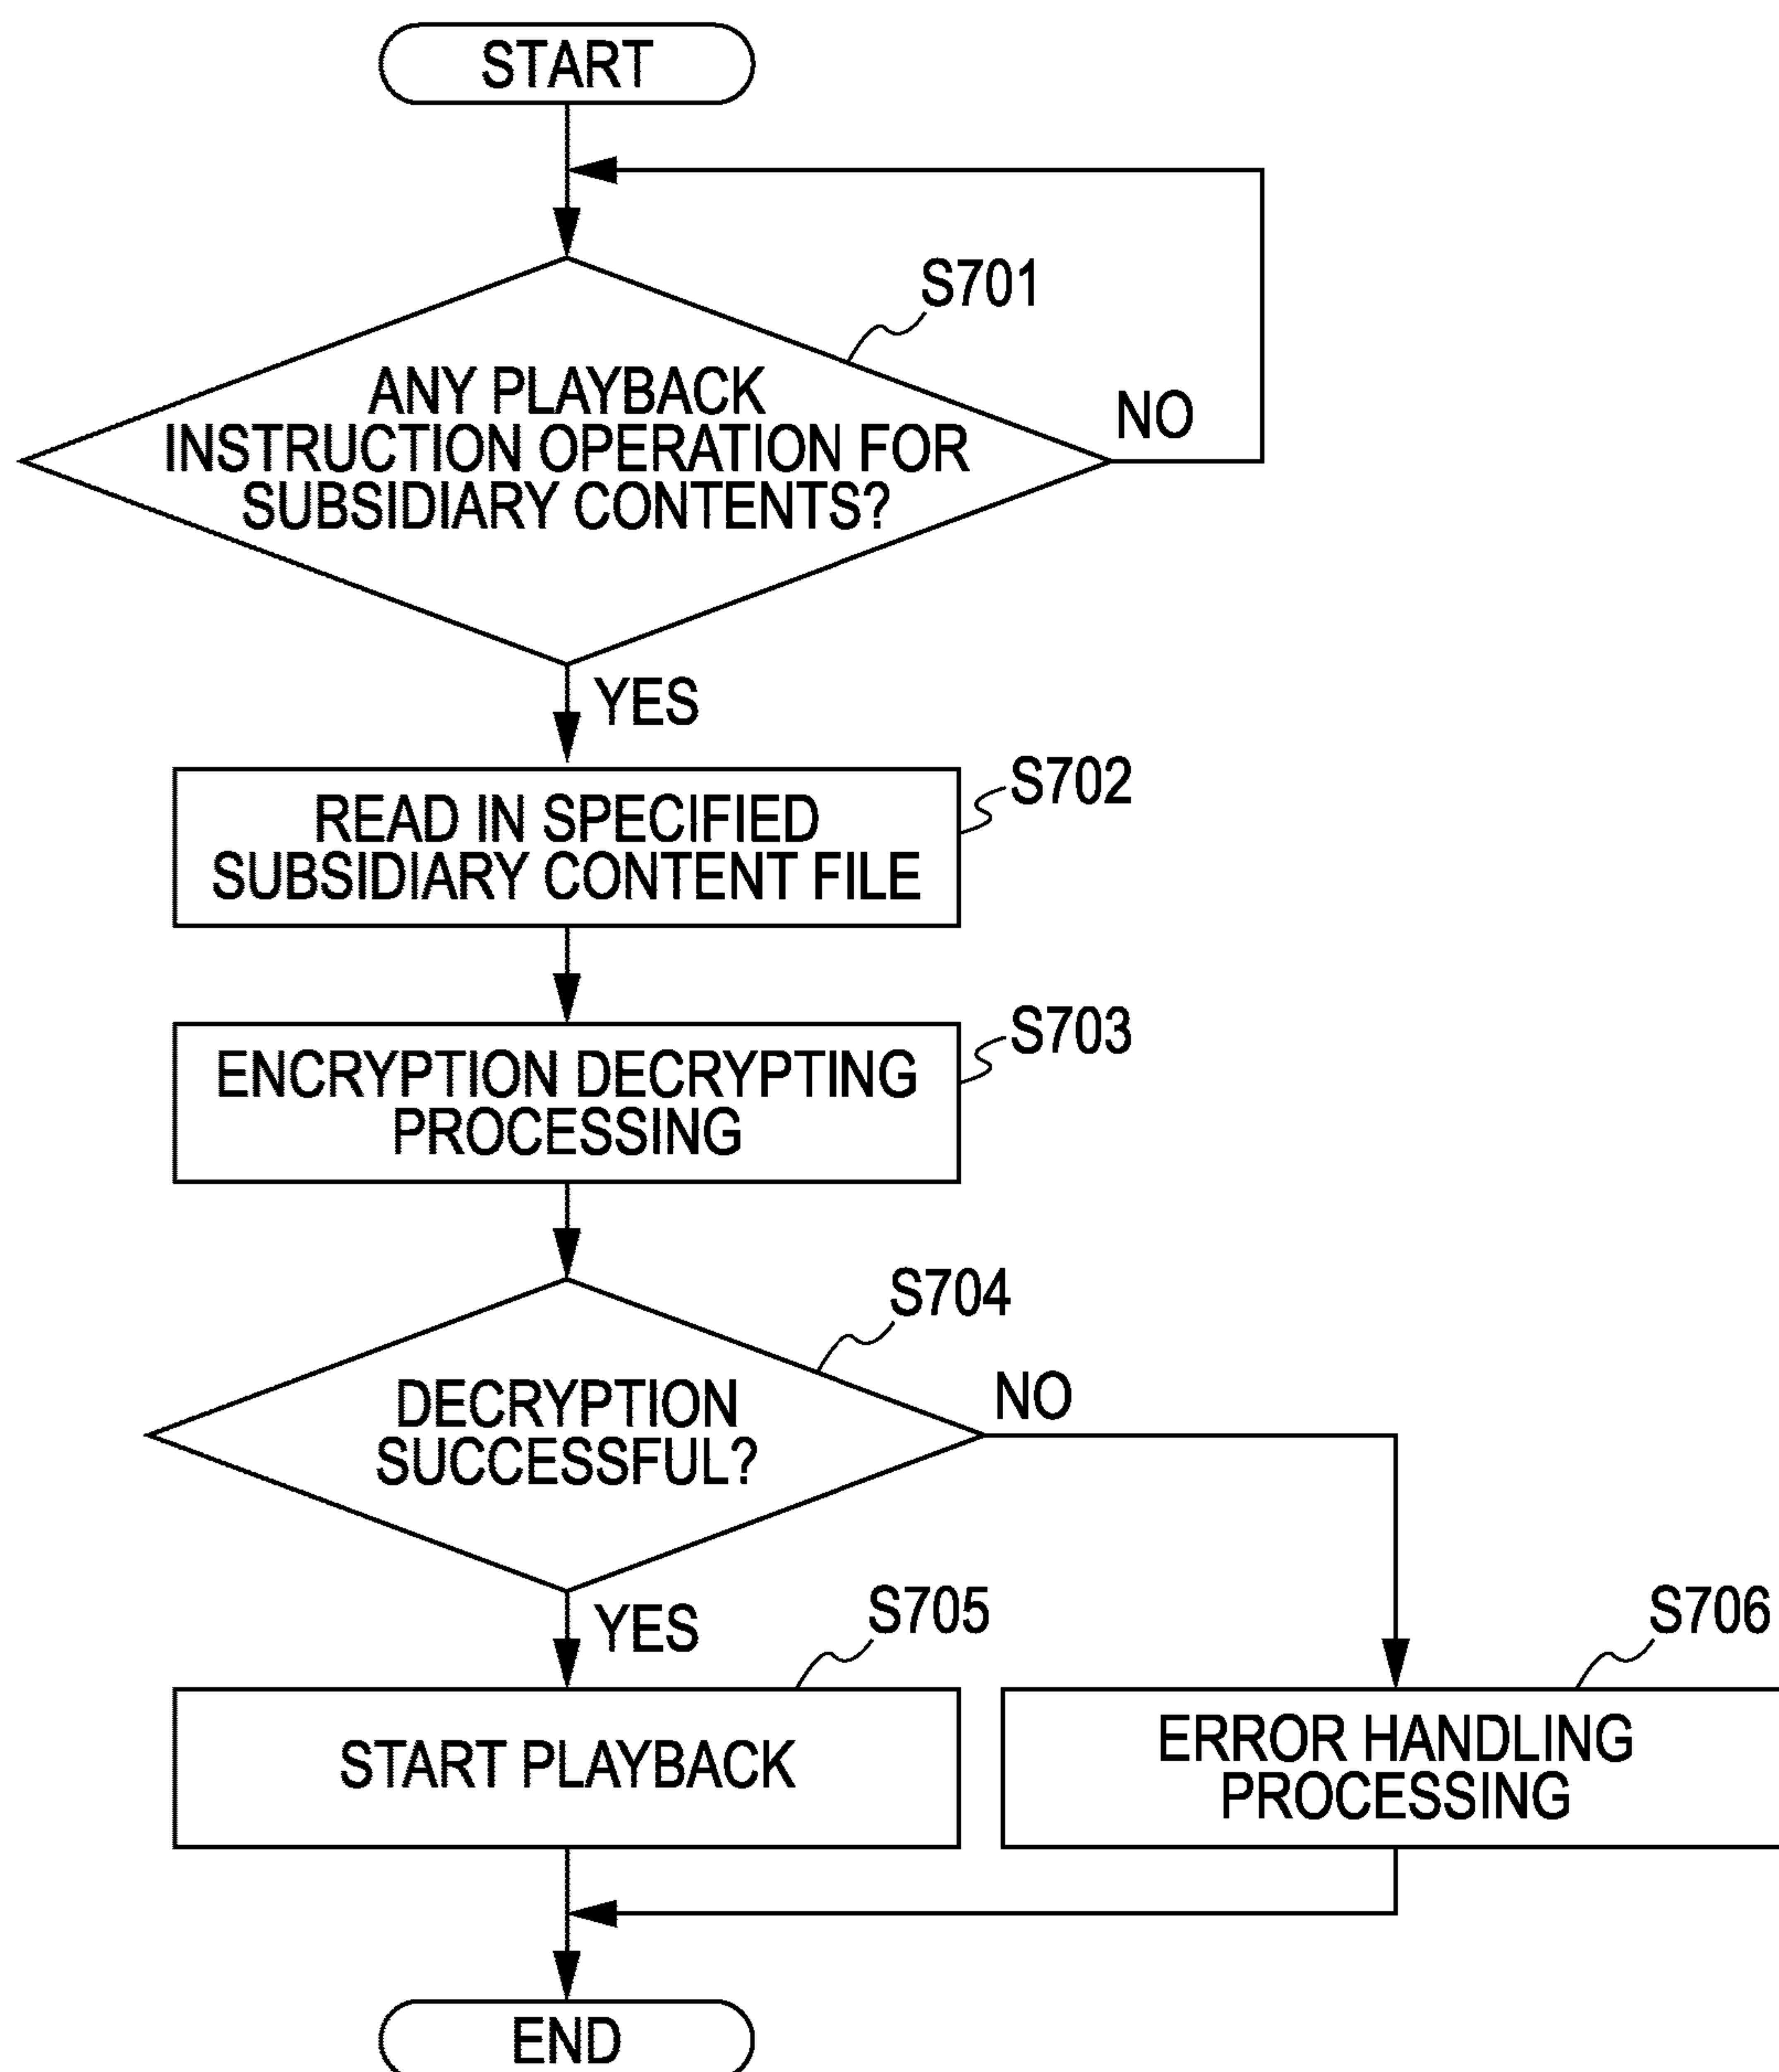 START
S701
ANY PLAYBACK
INSTRUCTION OPERATION FOR
SUBSIDIARY CONTENTS?
NO
YES
S702
READ IN SPECIFIED
SUBSIDIARY CONTENT FILE
S703
ENCRYPTION DECRYPTING
PROCESSING
S704
DECRYPTION
SUCCESSFUL?
NO
YES
S705
START PLAYBACK
S706
ERROR HANDLING
PROCESSING
END